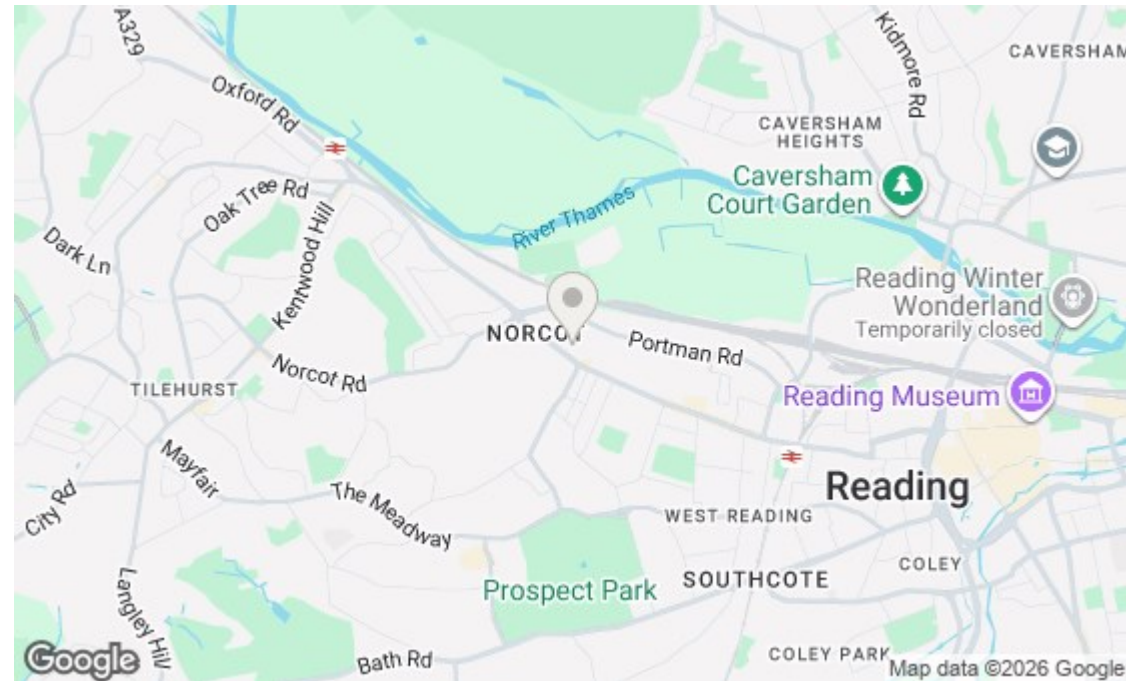 A329
Oxford Rd
Kidmore Rd
CAVERSHAM
CAVERSHAM
HEIGHTS
Caversham
Court Garden
Oak Tree Rd
River Thames
Dark Ln
Kentwood Hill
Reading Winter
Wonderland
Temporarily closed
NORCOT
Portman Rd
Norcot Rd
TILEHURST
Reading Museum
Mayfair
Reading
City Rd
The Meadway
WEST READING
COLEY
SOUTHCOTE
Prospect Park
Langley Hill
Bath Rd
COLEY PARK
Google
Map data ©2026 Google